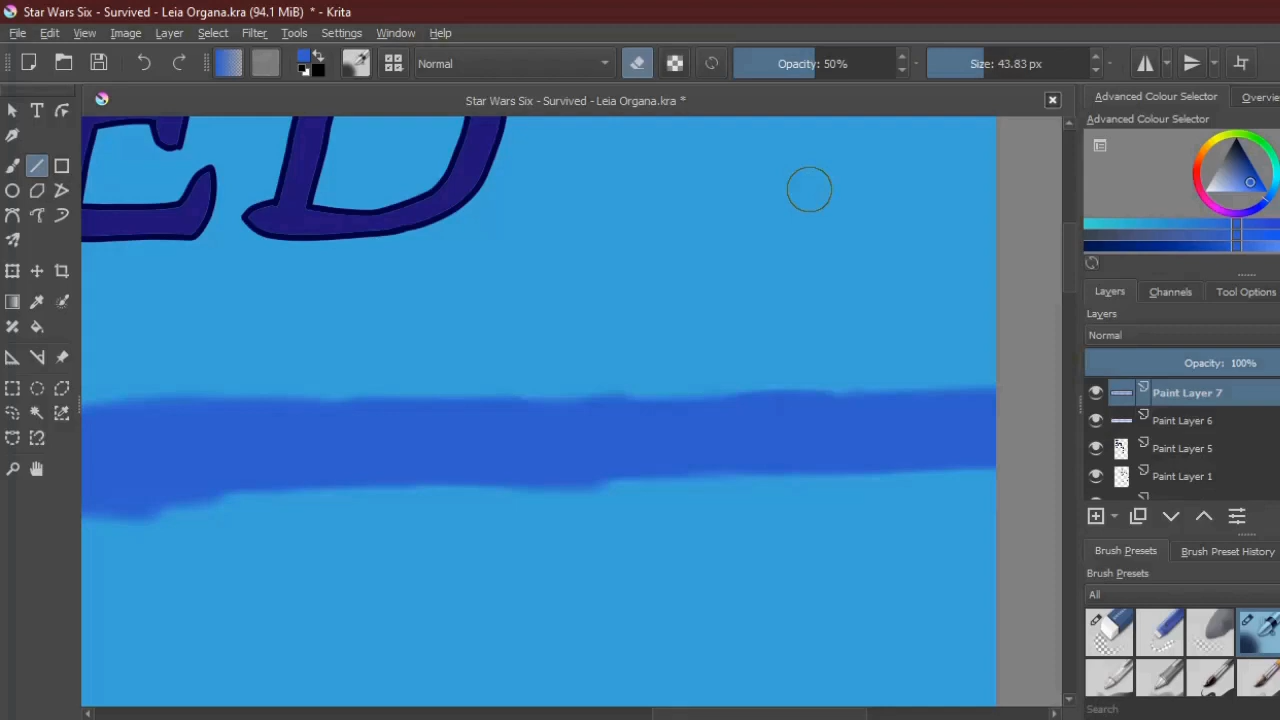 Star Wars Six - Survived - Leia Organa.kra (94.1 MiB) * - Krita
File Edit View Image Layer Select Filter Tools Settings Window Help
Normal
Opacity: 50%
Size: 43.83 px
Star Wars Six - Survived - Leia Organa.kra *
Advanced Colour Selector
Overvie
Advanced Colour Selector
ED
Layers Channels Tool Options
Layers
Normal
Opacity: 100%
Paint Layer 7
Paint Layer 6
Paint Layer 5
Paint Layer 1
Brush Presets Brush Preset History
Brush Presets
All
Search